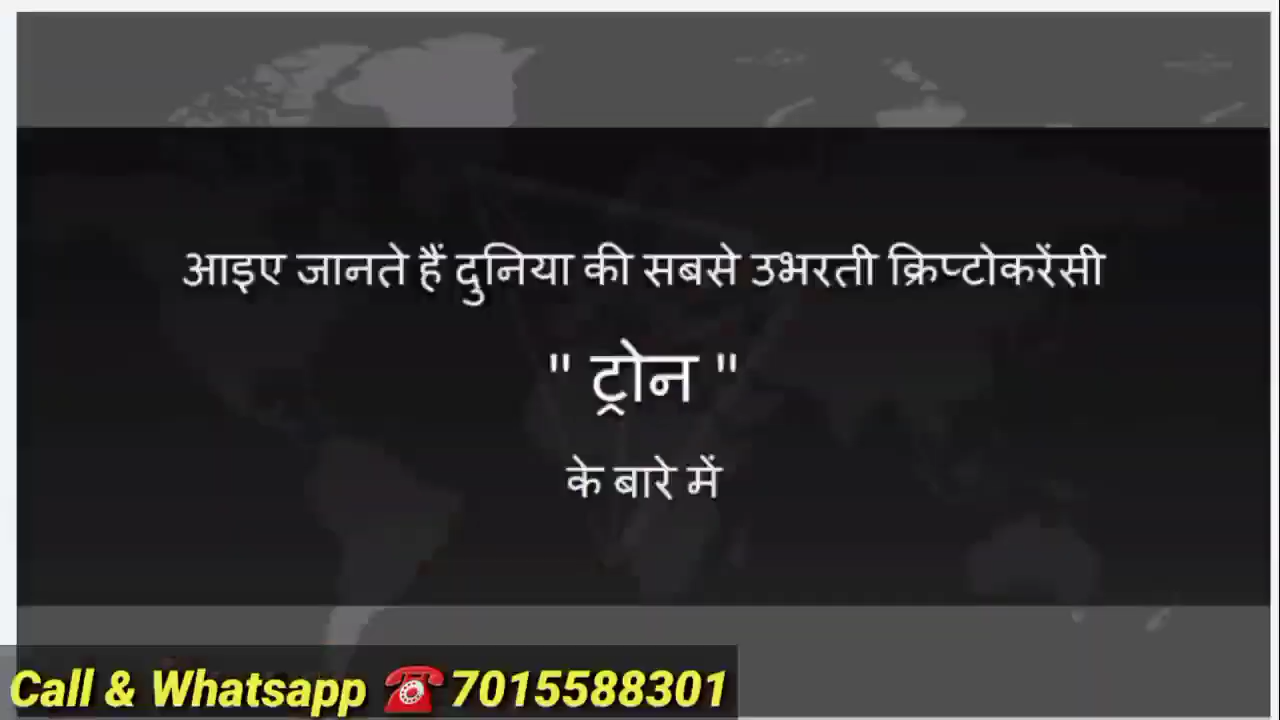 आइए जानते हैं दुनिया की सबसे उभरती क्रिप्टोकरेंसी
" ट्रोन "
के बारे में
Call & Whatsapp ☎7015588301